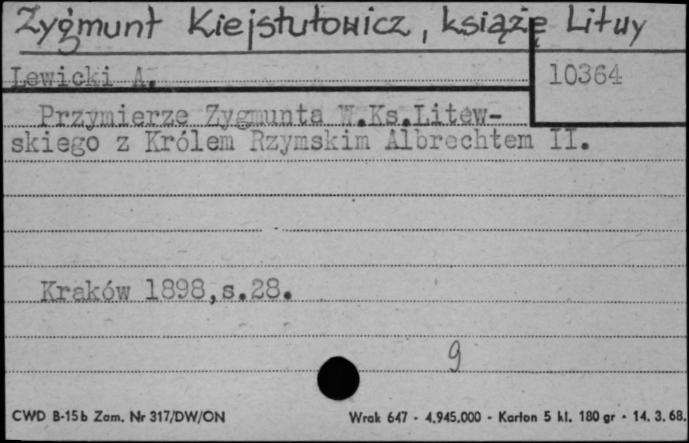 Zygmunt Kiejstutowicz, książę Litwy
Lewicki A.
10364
Przymierze Zygmunta W.Ks.Litew-
skiego z Królem Rzymskim Albrechtem II.
Kraków 1898,s.28.
9
CWD B-15b Zam. Nr 317/DW/ON
Wrak 647 - 4.945.000 - Karton 5 kl. 180 gr - 14. 3. 68.